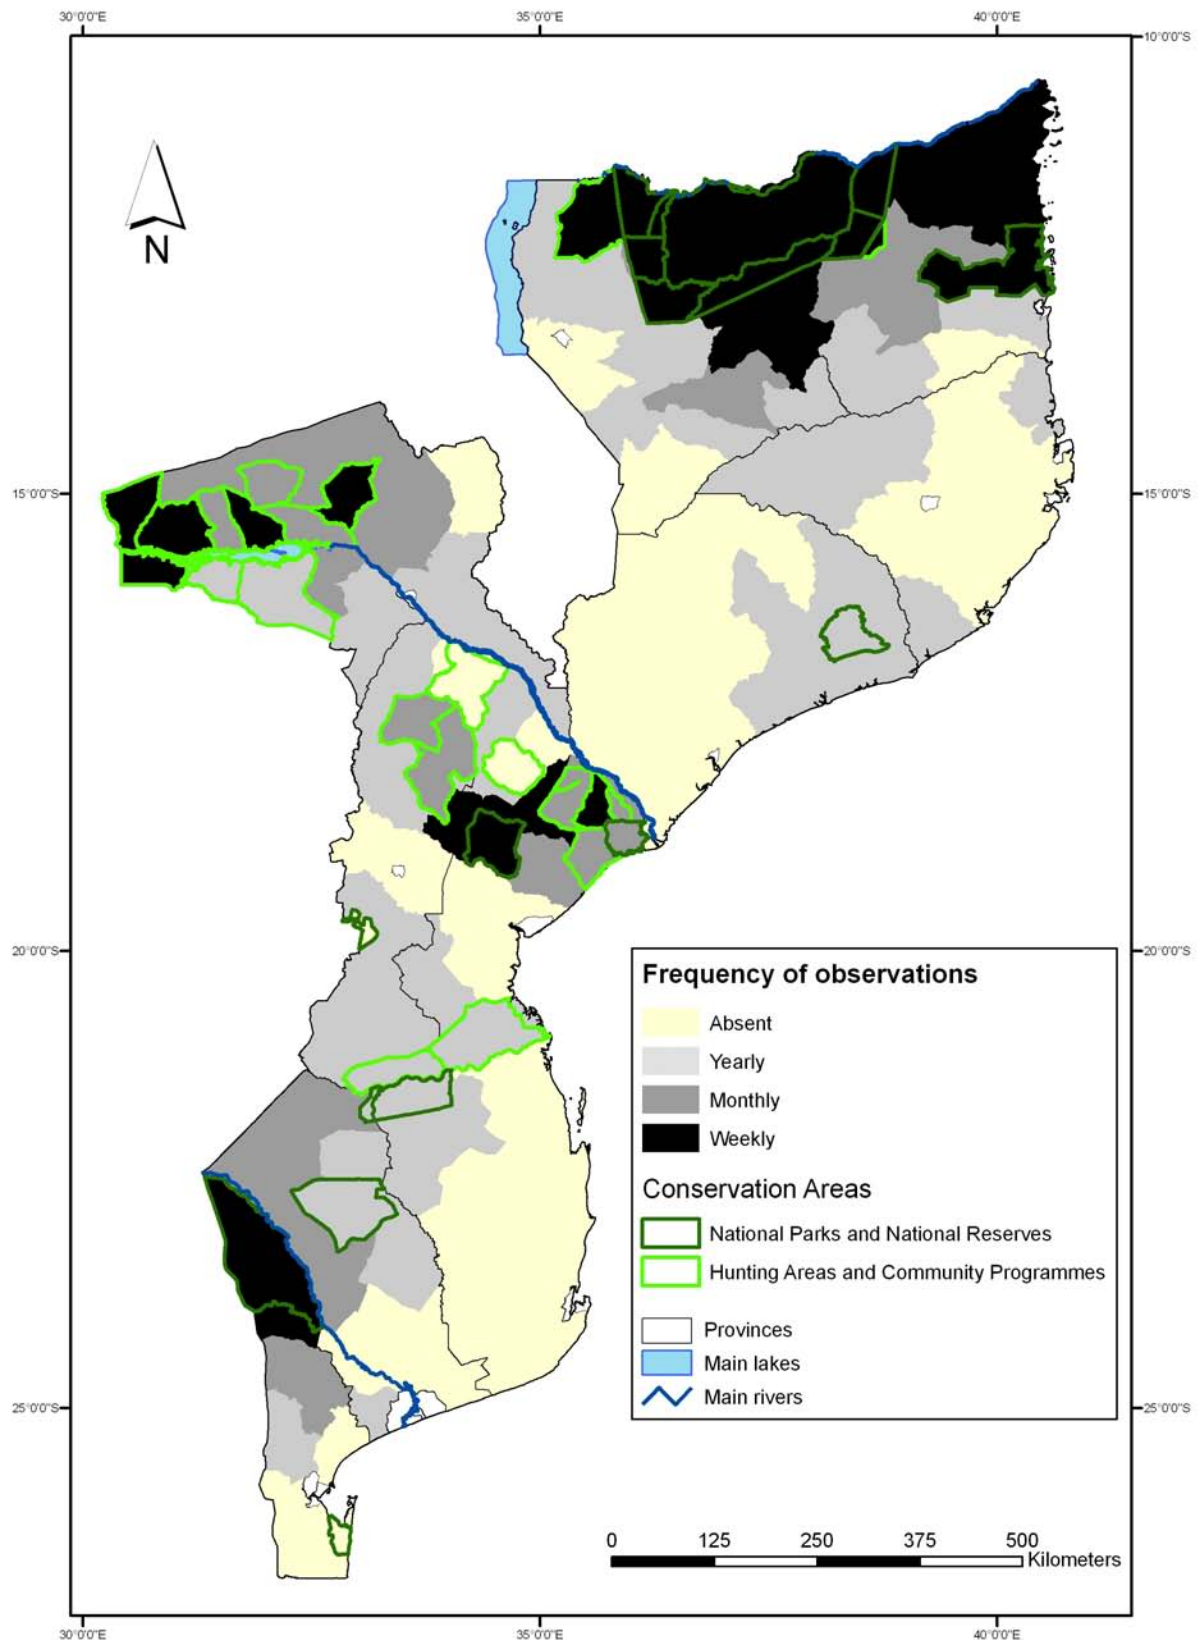 30°0'0"E 35°0'0"E 40°0'0"E
10°0'0"S
N
15°0'0"S 15°0'0"S
20°0'0"S 20°0'0"S
Frequency of observations
Absent
Yearly
Monthly
Weekly
Conservation Areas
National Parks and National Reserves
Hunting Areas and Community Programmes
Provinces
Main lakes
Main rivers
25°0'0"S 25°0'0"S
0 125 250 375 500
Kilometers
30°0'0"E 35°0'0"E 40°0'0"E